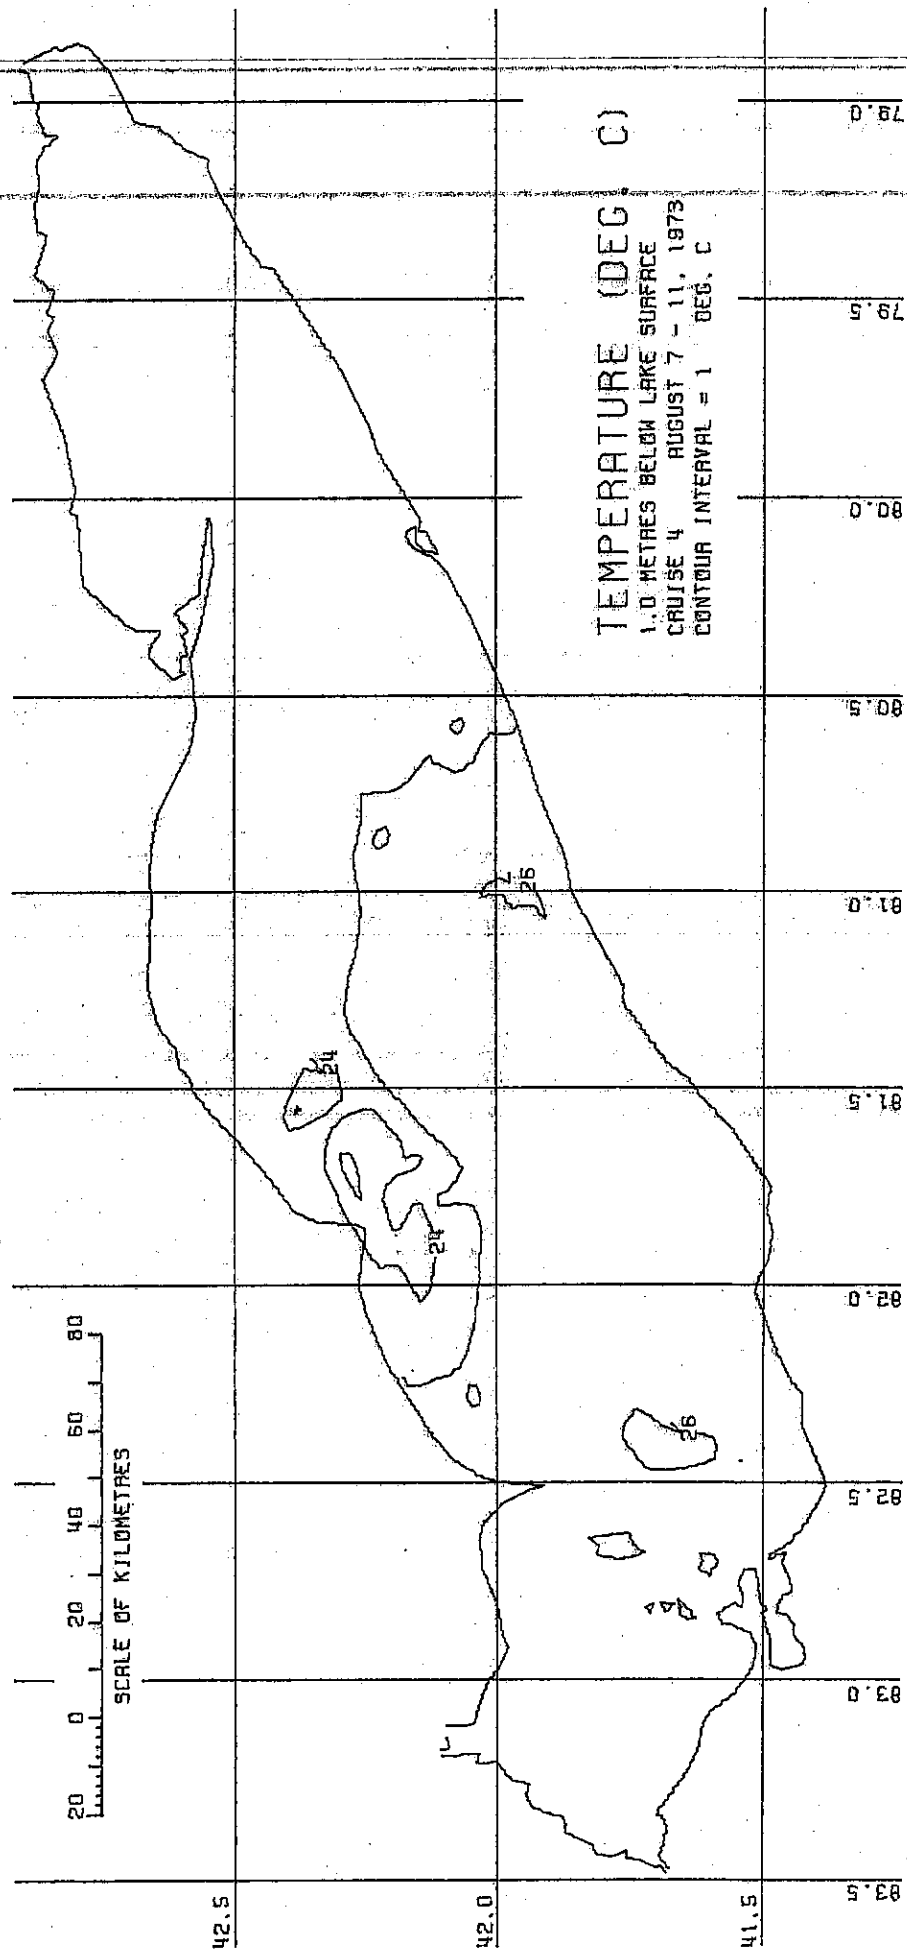 TEMPERATURE (DEG. C)
1.0 METRES BELOW LAKE SURFACE
CRUISE 4 AUGUST 7 - 11, 1973
CONTOUR INTERVAL = 1 DEG. C
20 0 20 40 60 80
SCALE OF KILOMETRES
42.5
42.0
41.5
83.5
83.0
82.5
82.0
81.5
81.0
80.5
80.0
79.5
79.0
24
24
26
26